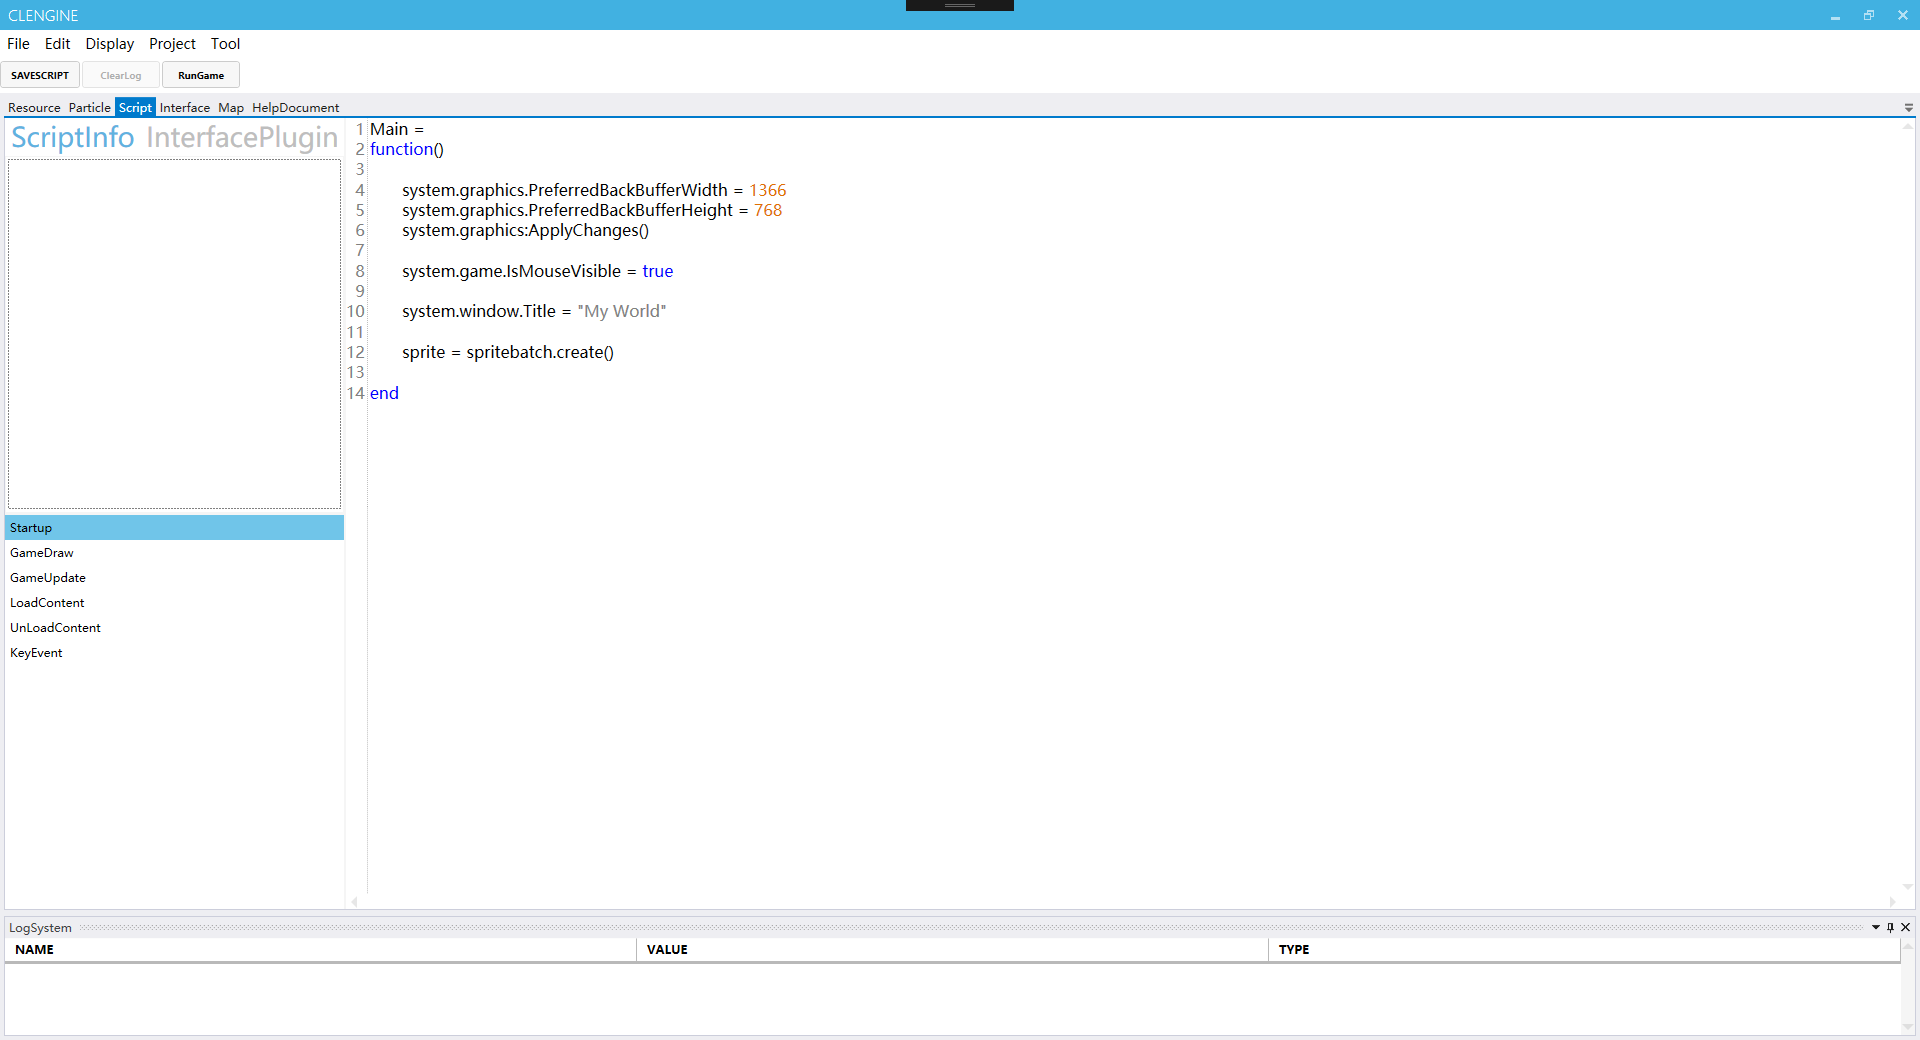 CLENGINE
File Edit Display Project Tool
SAVESCRIPT ClearLog RunGame
Resource Particle Script Interface Map HelpDocument
ScriptInfo InterfacePlugin
1 Main =
2 function()
3
4 system.graphics.PreferredBackBufferWidth = 1366
5 system.graphics.PreferredBackBufferHeight = 768
6 system.graphics:ApplyChanges()
7
8 system.game.IsMouseVisible = true
9
10 system.window.Title = "My World"
11
12 sprite = spritebatch.create()
13
14 end
Startup
GameDraw
GameUpdate
LoadContent
UnLoadContent
KeyEvent
LogSystem
NAME VALUE TYPE